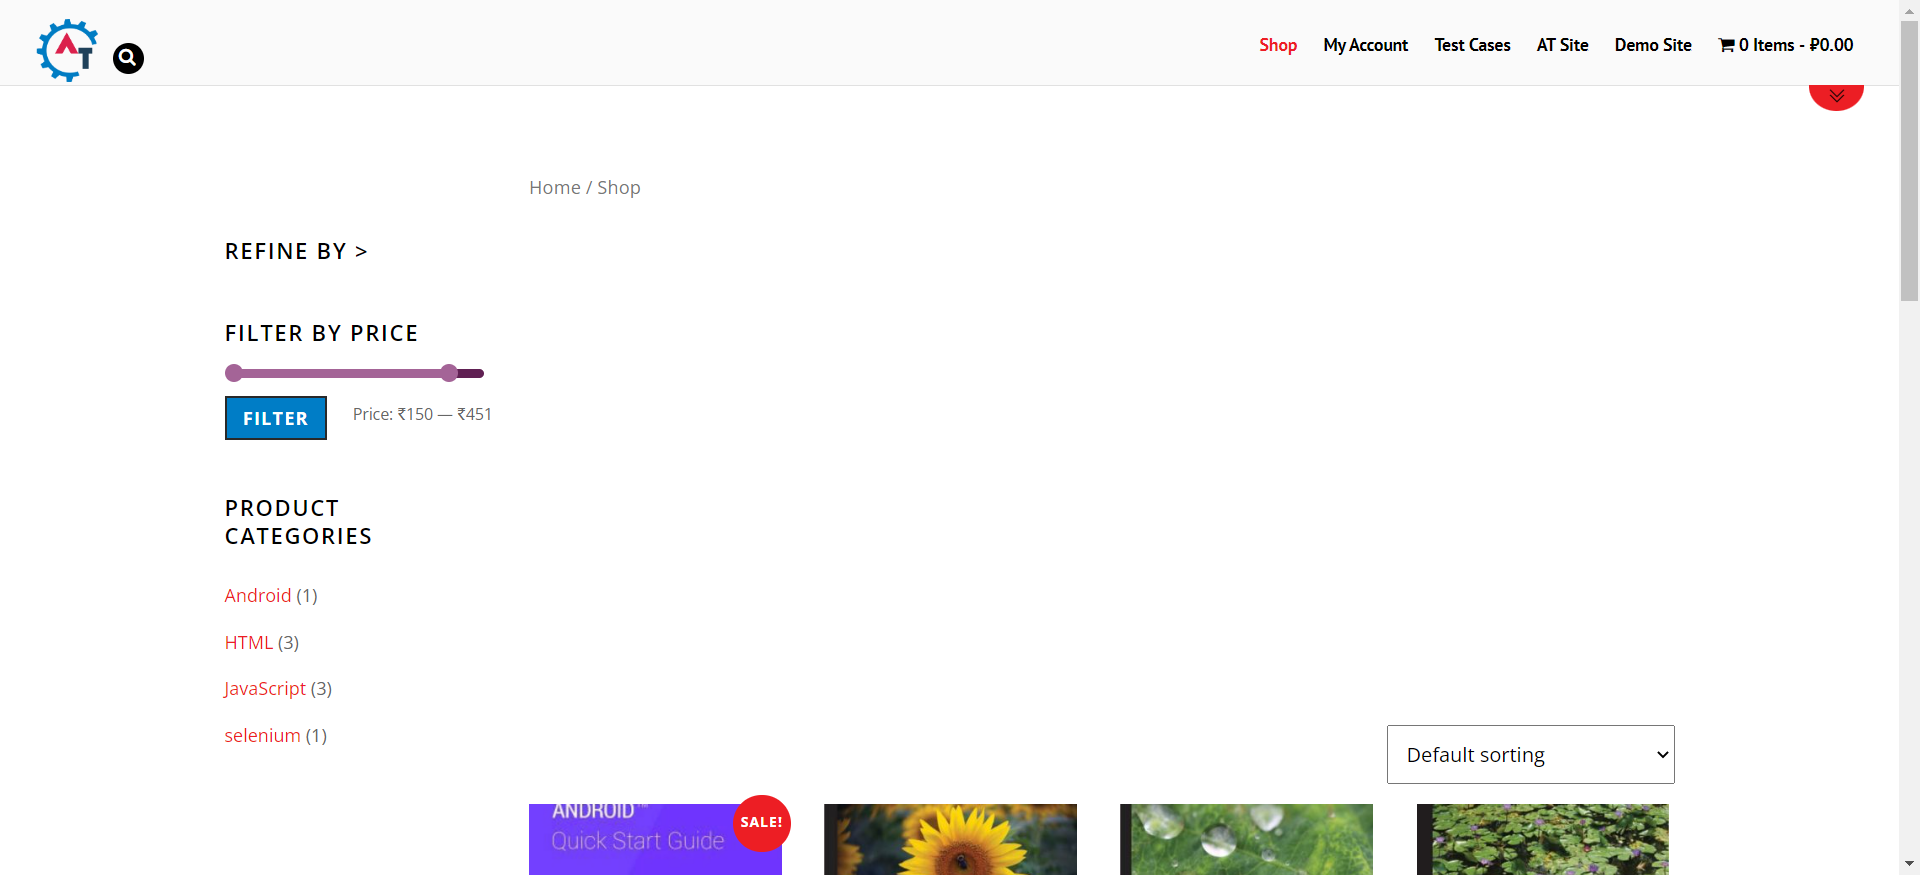 AT
Shop
My Account
Test Cases
AT Site
Demo Site
0 Items - ₽0.00
Home / Shop
REFINE BY >
FILTER BY PRICE
FILTER
Price: ₹150 — ₹451
PRODUCT
CATEGORIES
Android (1)
HTML (3)
JavaScript (3)
selenium (1)
Default sorting
ANDROID™
Quick Start Guide
SALE!